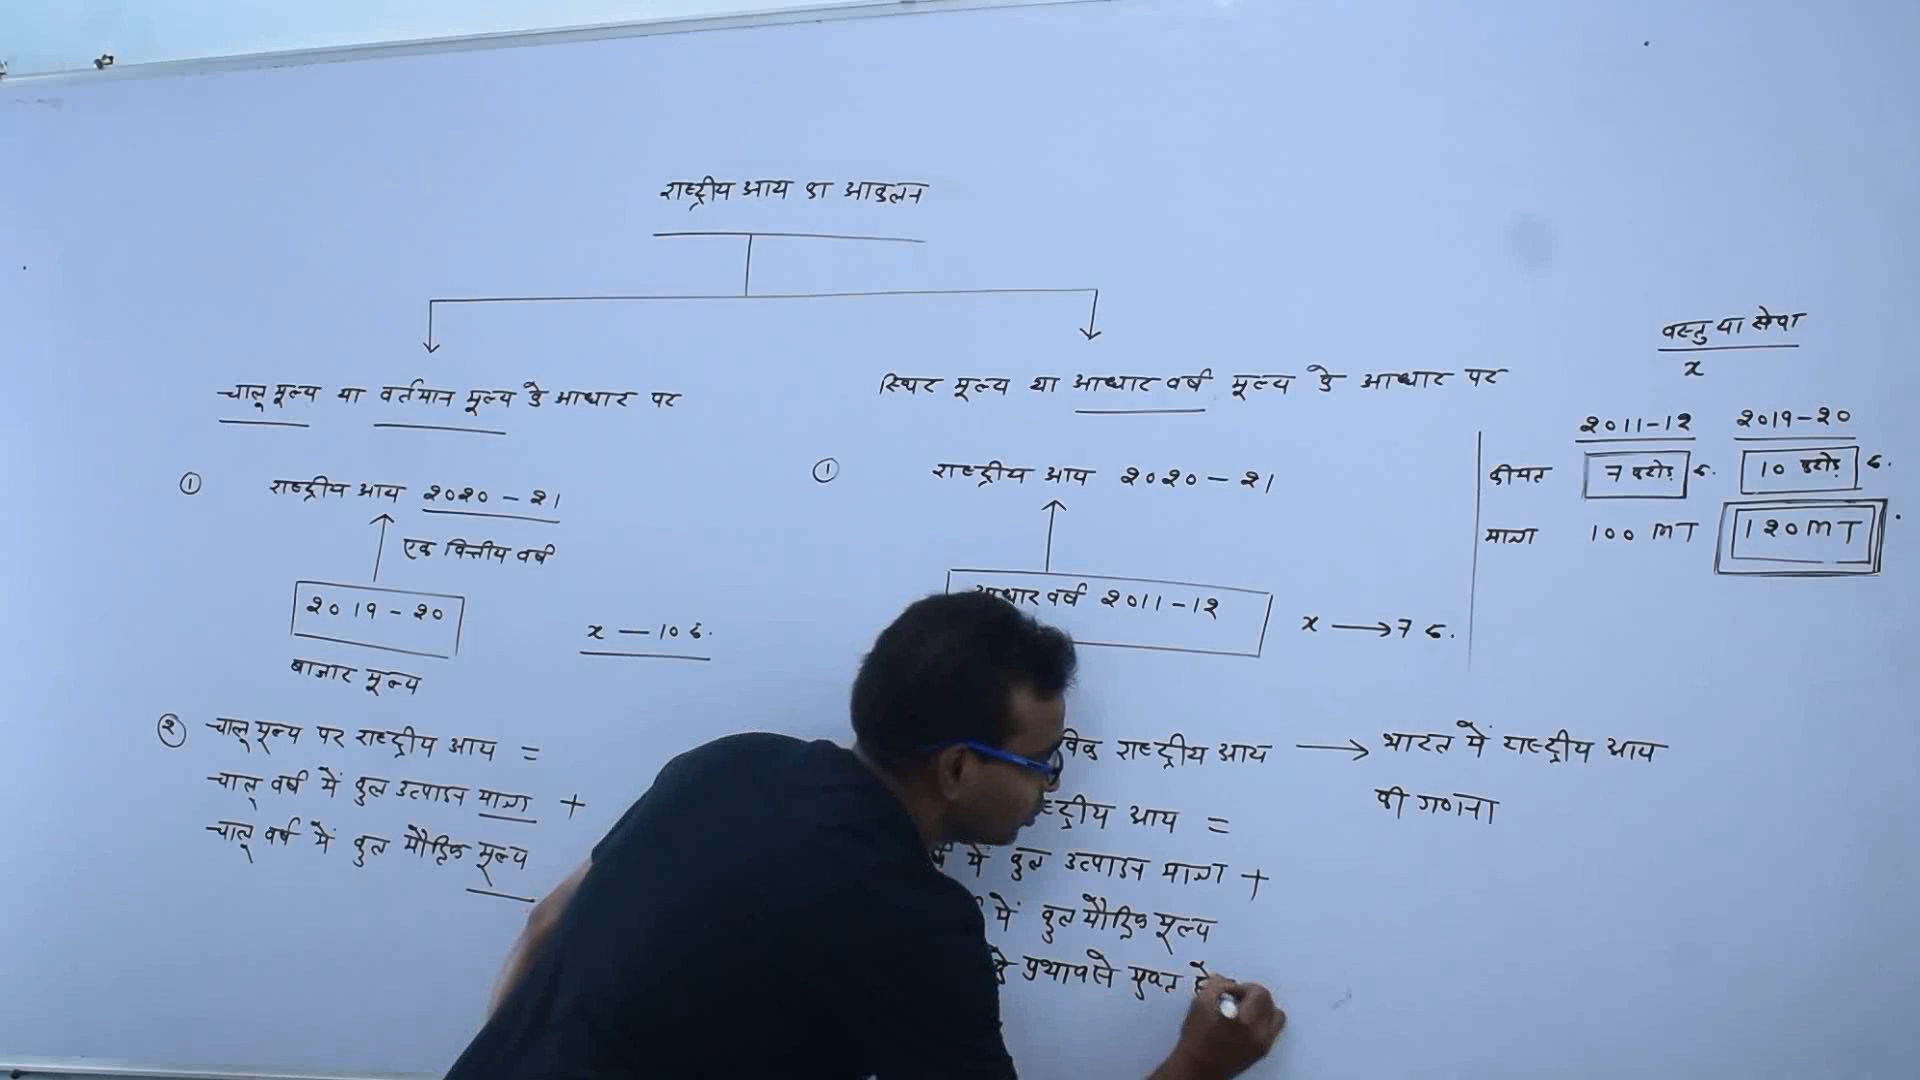 राष्ट्रीय आय का आकलन
चालू मूल्य या वर्तमान मूल्य के आधार पर
① राष्ट्रीय आय 2020-21
एक वित्तीय वर्ष
2019-20
बाजार मूल्य
x — 10 रु.
② चालू मूल्य पर राष्ट्रीय आय =
चालू वर्ष में कुल उत्पादन मात्रा +
चालू वर्ष में कुल मौद्रिक मूल्य
स्थिर मूल्य या आधार वर्ष मूल्य के आधार पर
① राष्ट्रीय आय 2020-21
आधार वर्ष 2011-12
x → 7 रु.
राष्ट्रीय आय → भारत में राष्ट्रीय आय
की गणना
आय =
में कुल उत्पादन मात्रा +
में कुल मौद्रिक मूल्य
के प्रभाव से मुक्त
वस्तु या सेवा
x
2011-12 2019-20
कीमत 7 करोड़ रु. 10 करोड़ रु.
मात्रा 100 MT 120 MT